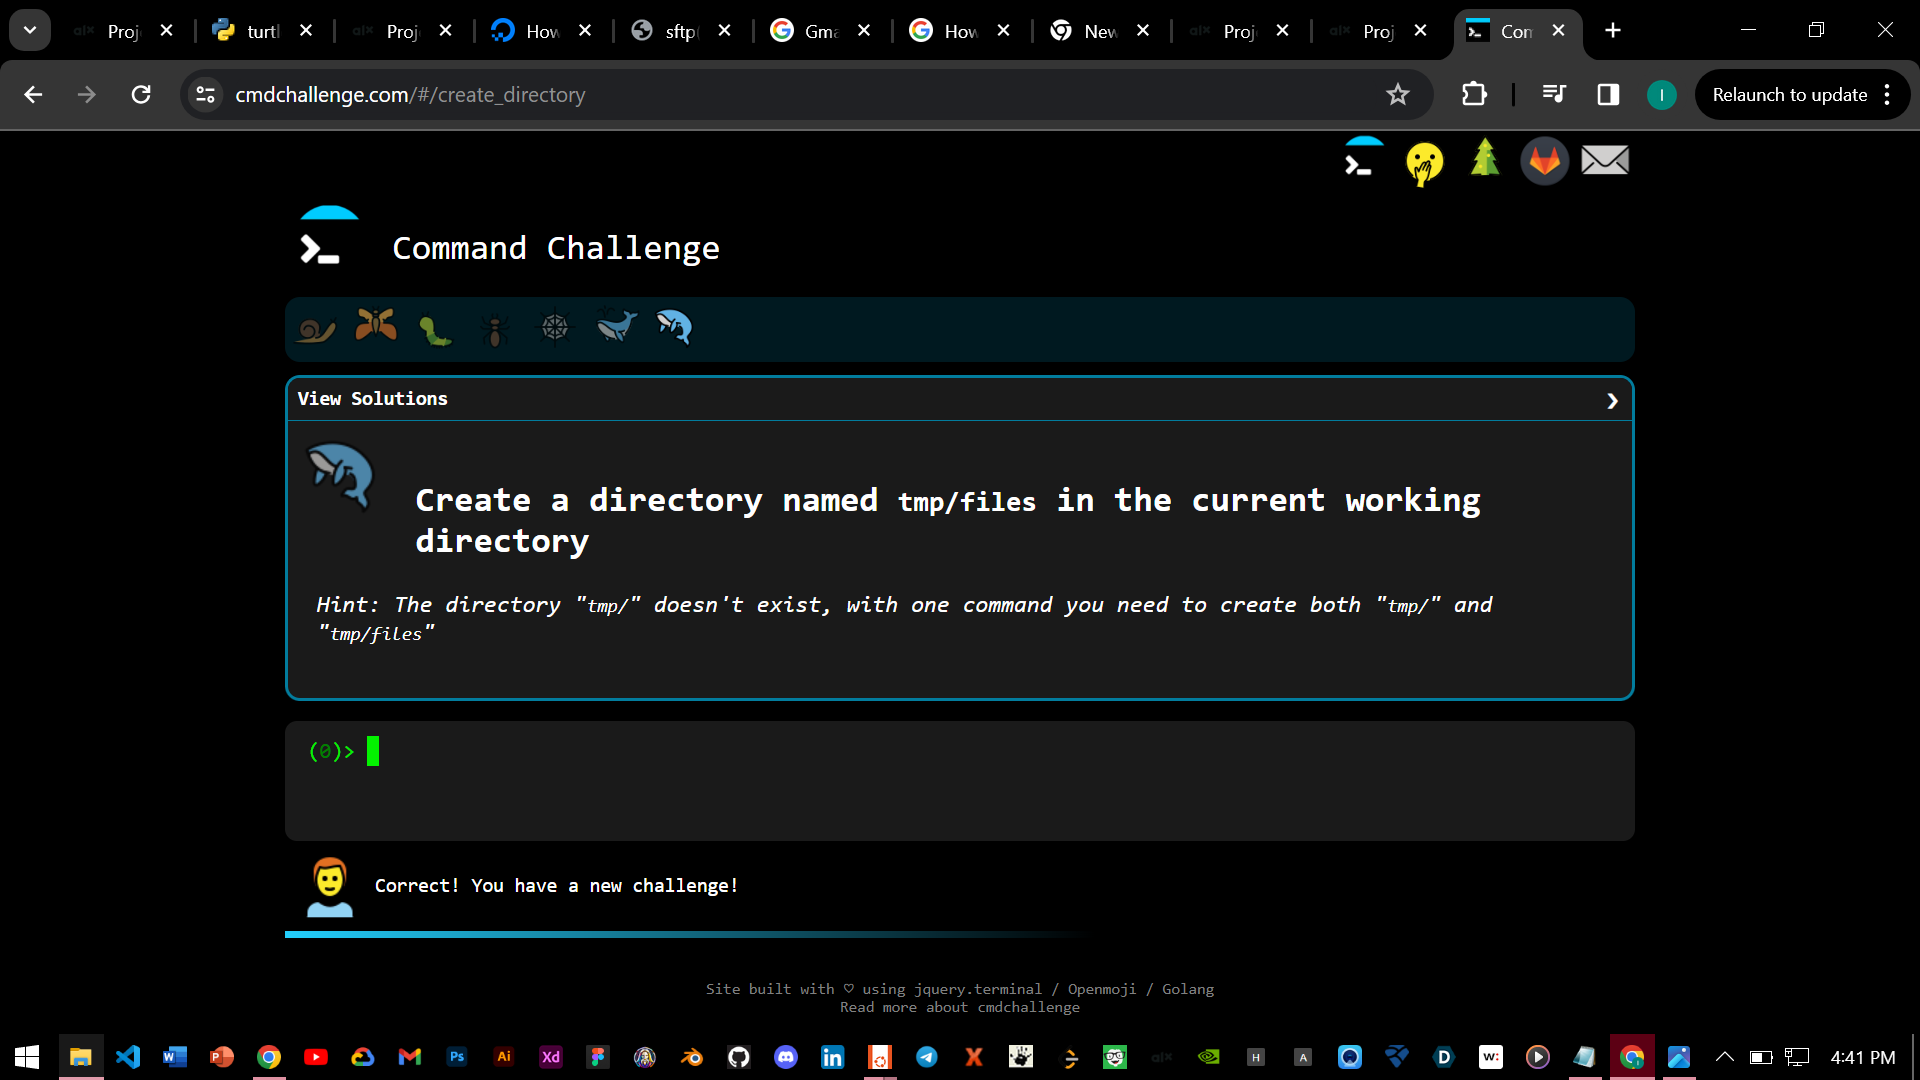 Proj
turtl
Proj
How
sftp(
Gma
How
New
Proj
Proj
Com
cmdchallenge.com/#/create_directory
I
Relaunch to update
Command Challenge
View Solutions
Create a directory named tmp/files in the current working
directory
Hint: The directory "tmp/" doesn't exist, with one command you need to create both "tmp/" and
"tmp/files"
(0)>
Correct! You have a new challenge!
Site built with ♡ using jquery.terminal / Openmoji / Golang
Read more about cmdchallenge
4:41 PM